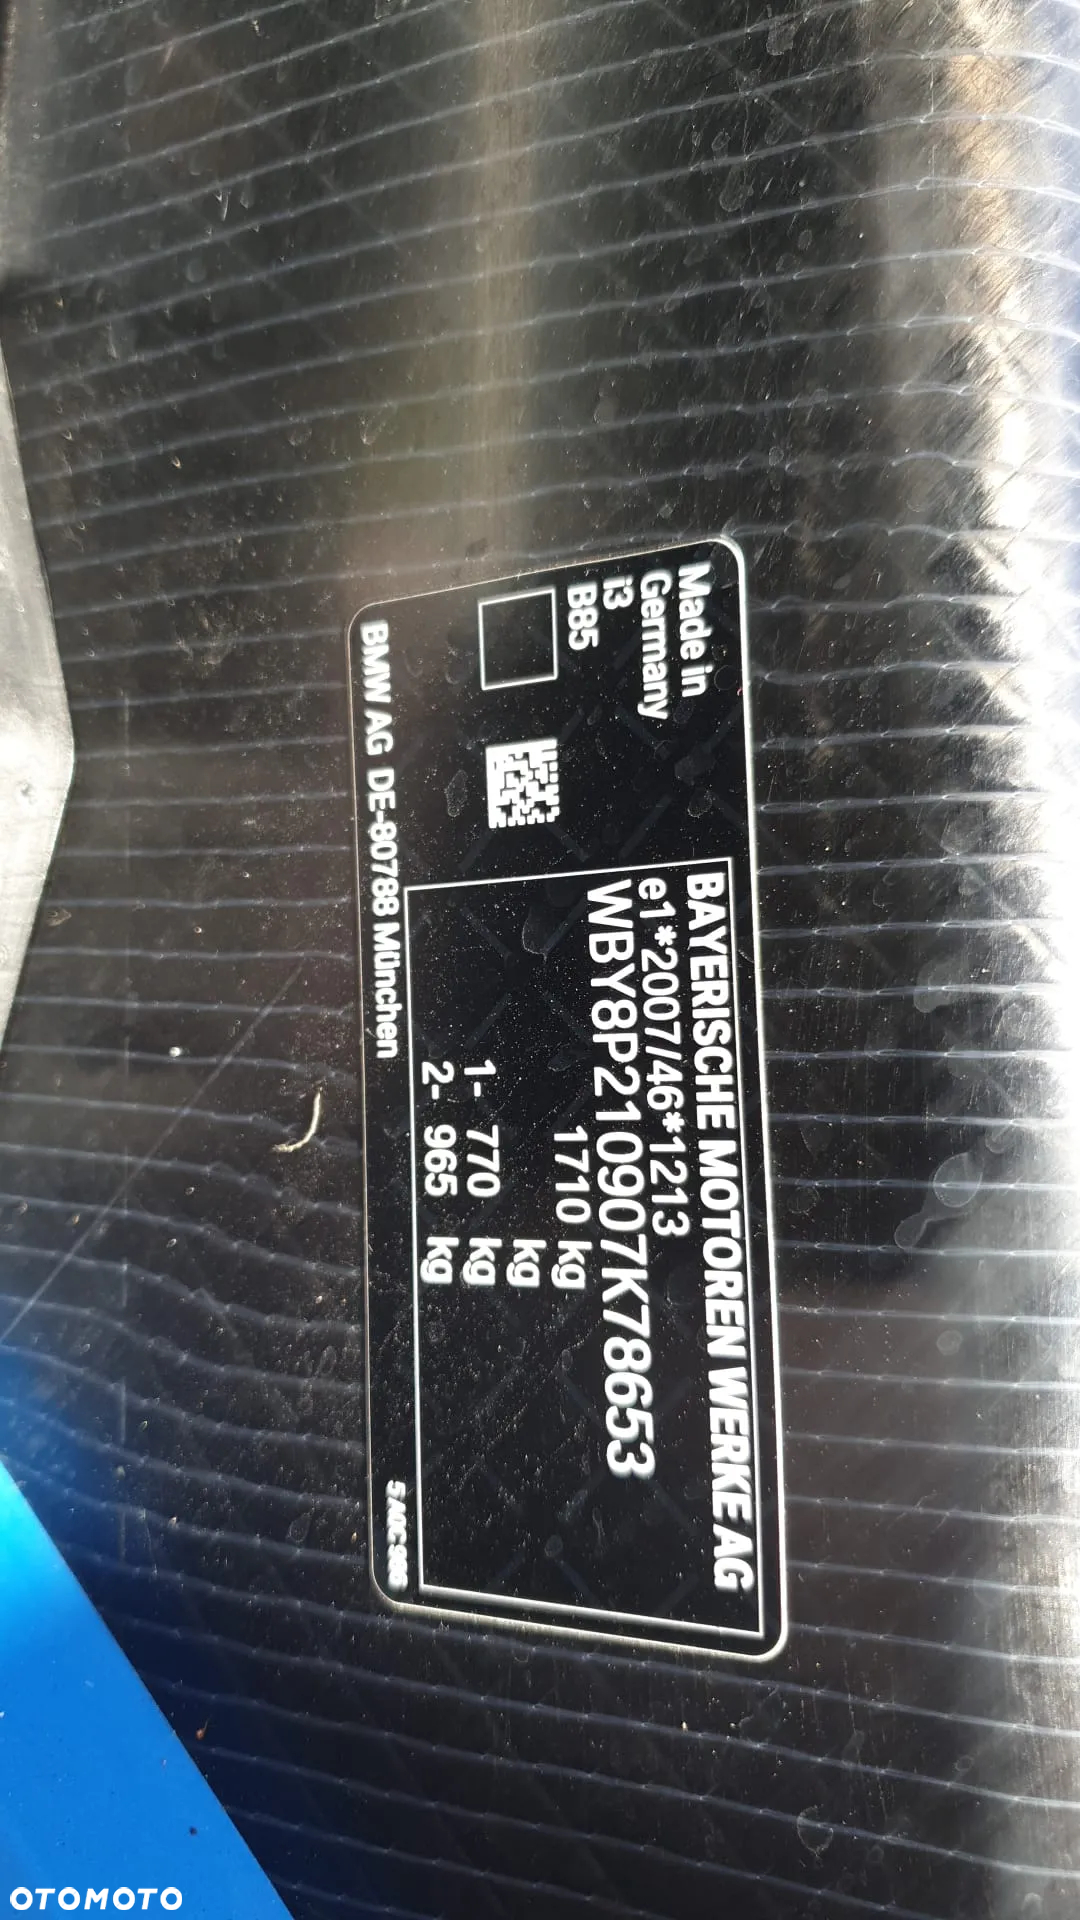 BAYERISCHE MOTOREN WERKE AG
e1*2007/46*1213
WBY8P210907K78653
1710 kg
kg
1- 770 kg
2- 965 kg
Made in
Germany
i3
B85
BMW AG DE-80788 München
OTOMOTO